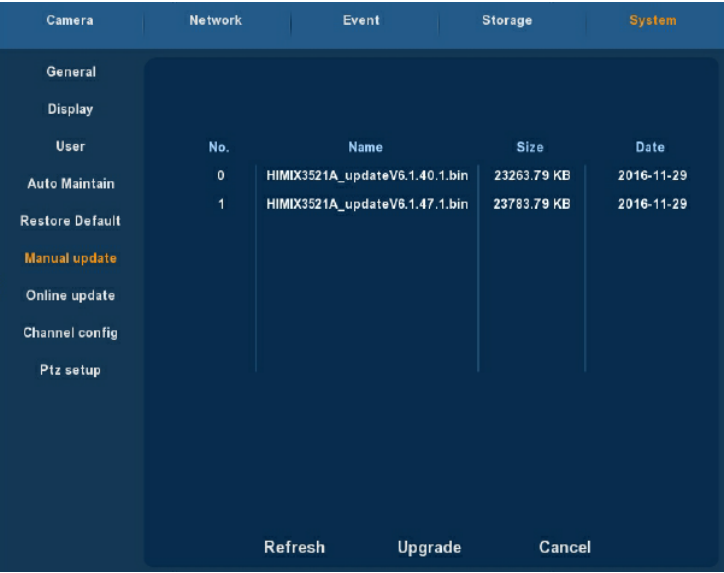 Camera Network Event Storage System
General
Display
User
Auto Maintain
Restore Default
Manual update
Online update
Channel config
Ptz setup
No. Name Size Date
0 HIMIX3521A_updateV6.1.40.1.bin 23263.79 KB 2016-11-29
1 HIMIX3521A_updateV6.1.47.1.bin 23783.79 KB 2016-11-29
Refresh Upgrade Cancel